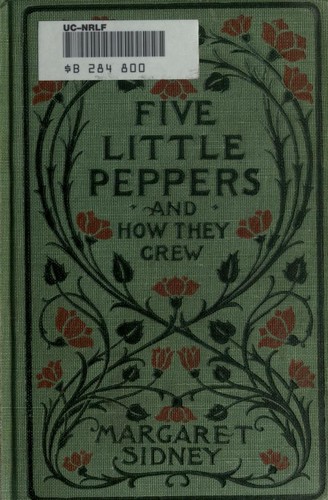 UC-NRLF
$B 284 800
FIVE
LITTLE
PEPPERS
AND
HOW THEY
GREW
MARGARET
SIDNEY